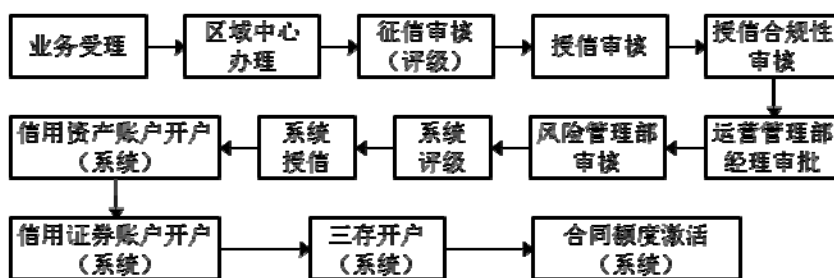 业务受理
区域中心
办理
征信审核
（评级）
授信审核
授信合规性
审核
运营管理部
经理审批
风险管理部
审核
系统
评级
系统
授信
信用资产账户开户
（系统）
信用证券账户开户
（系统）
三存开户
（系统）
合同额度激活
（系统）